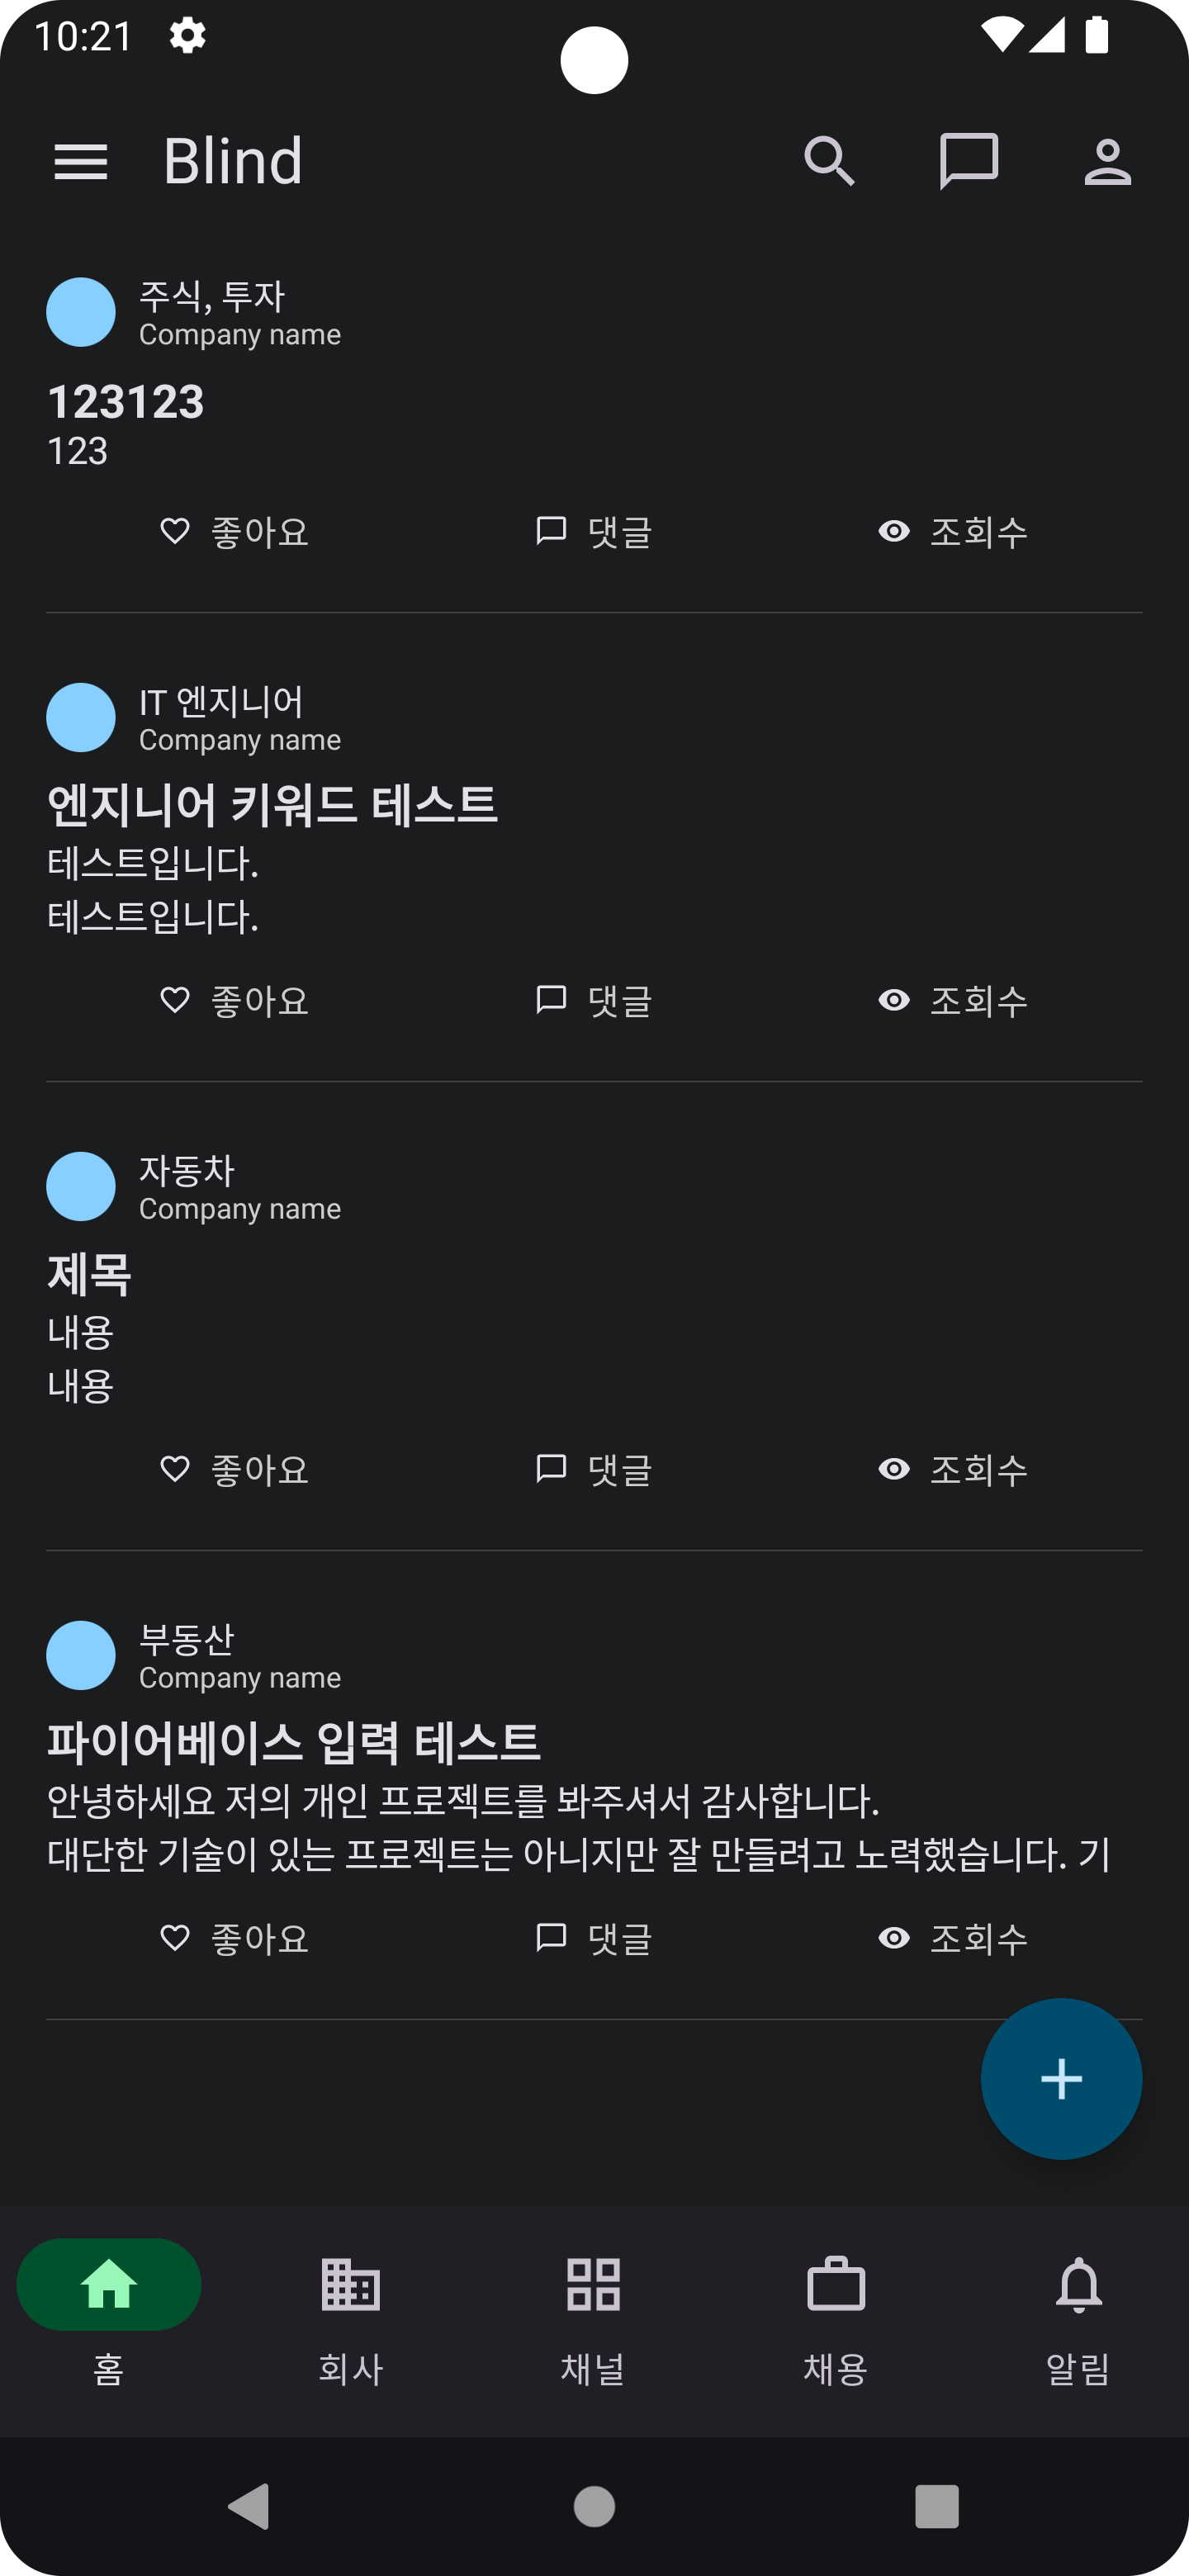 10:21
Blind
주식, 투자
Company name
123123
123
좋아요 댓글 조회수
IT 엔지니어
Company name
엔지니어 키워드 테스트
테스트입니다.
테스트입니다.
좋아요 댓글 조회수
자동차
Company name
제목
내용
내용
좋아요 댓글 조회수
부동산
Company name
파이어베이스 입력 테스트
안녕하세요 저의 개인 프로젝트를 봐주셔서 감사합니다.
대단한 기술이 있는 프로젝트는 아니지만 잘 만들려고 노력했습니다. 기
좋아요 댓글 조회수
홈 회사 채널 채용 알림